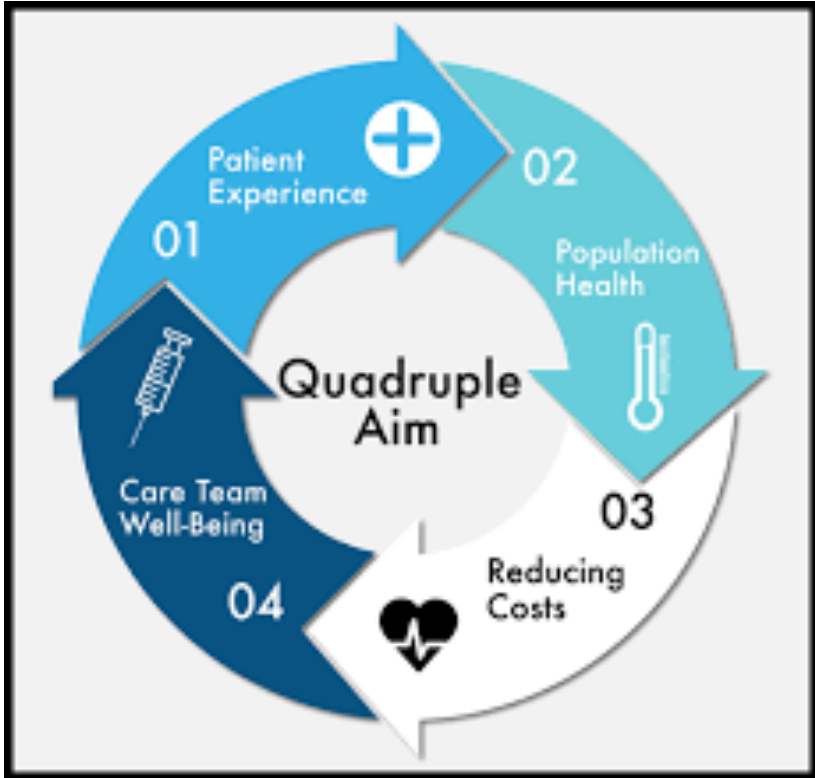 01
Patient
Experience
02
Population
Health
Quadruple
Aim
03
Reducing
Costs
04
Care Team
Well-Being